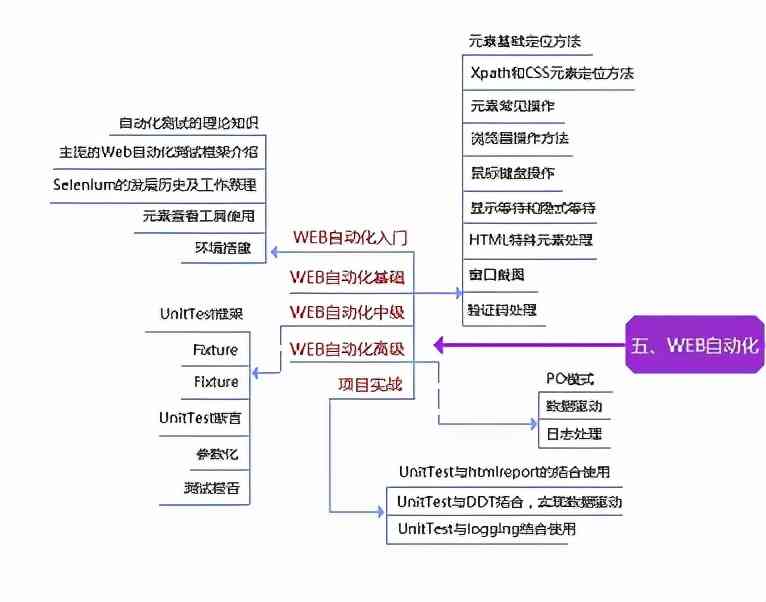 五、WEB自动化
WEB自动化入门
自动化测试的理论知识
主流的Web自动化测试框架介绍
Selenium的发展历史及工作原理
元素查看工具使用
环境搭建
WEB自动化基础
元素基础定位方法
Xpath和CSS元素定位方法
元素常见操作
浏览器操作方法
鼠标键盘操作
显示等待和隐式等待
HTML特殊元素处理
窗口截图
验证码处理
WEB自动化中级
UnitTest框架
Fixture
Fixture
UnitTest断言
参数化
测试报告
WEB自动化高级
PO模式
数据驱动
日志处理
项目实战
UnitTest与htmlreport的结合使用
UnitTest与DDT结合，实现数据驱动
UnitTest与logging结合使用